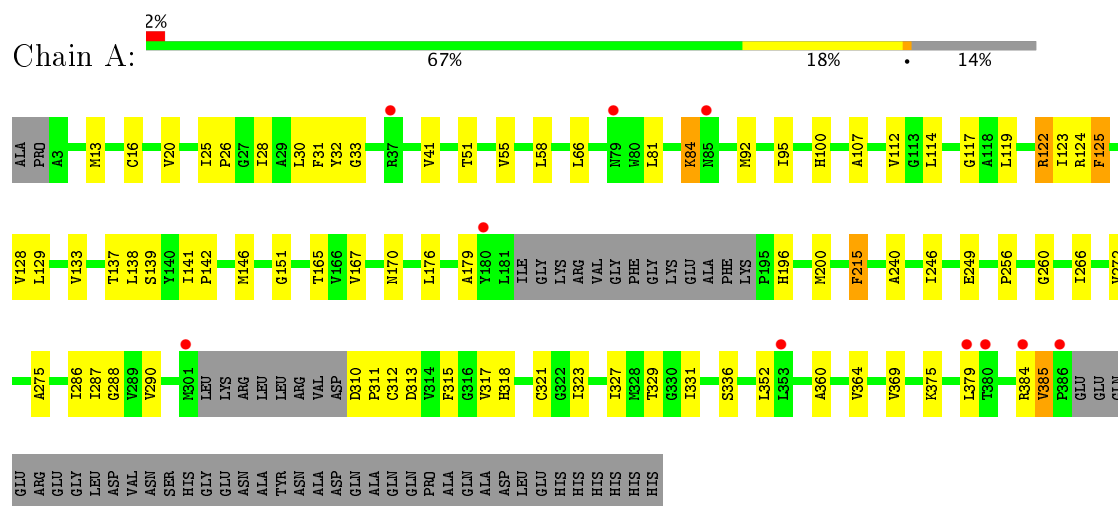 2%
Chain A:
67% 18% • 14%
ALA PRO A3 M13 C16 V20 I25 P26 G27 I28 A29 L30 F31 Y32 G33 R37 V41 T51 V55 L58 L66 N79 W80 L81 K84 N85 M92 I95 H100 A107 V112 G113 L114 G117 A118 L119 R122 I123 R124 F125
V128 L129 V133 T137 L138 S139 Y140 I141 P142 M146 G151 T165 V166 V167 N170 L176 A179 Y180 L181 ILE GLY LYS ARG VAL GLY PHE GLY LYS GLU ALA PHE LYS P195 H196 M200 F215 A240 I246 E249 P256 G260 I266
A275 I286 I287 G288 V289 V290 M301 LEU LYS ARG LEU LEU ARG VAL ASP D310 P311 C312 D313 V314 F315 G316 V317 H318 C321 G322 I323 I327 M328 T329 G330 I331 S336 L352 L353 A360 V364 V369 K375 L379 T380 R384 V385 P386 GLU GLU
GLU ARG GLU GLY LEU ASP VAL ASN SER HIS GLY GLU ASN ALA TYR ASN ALA ASP GLN ALA GLN GLN PRO ALA GLN ALA ASP LEU GLU HIS HIS HIS HIS HIS HIS